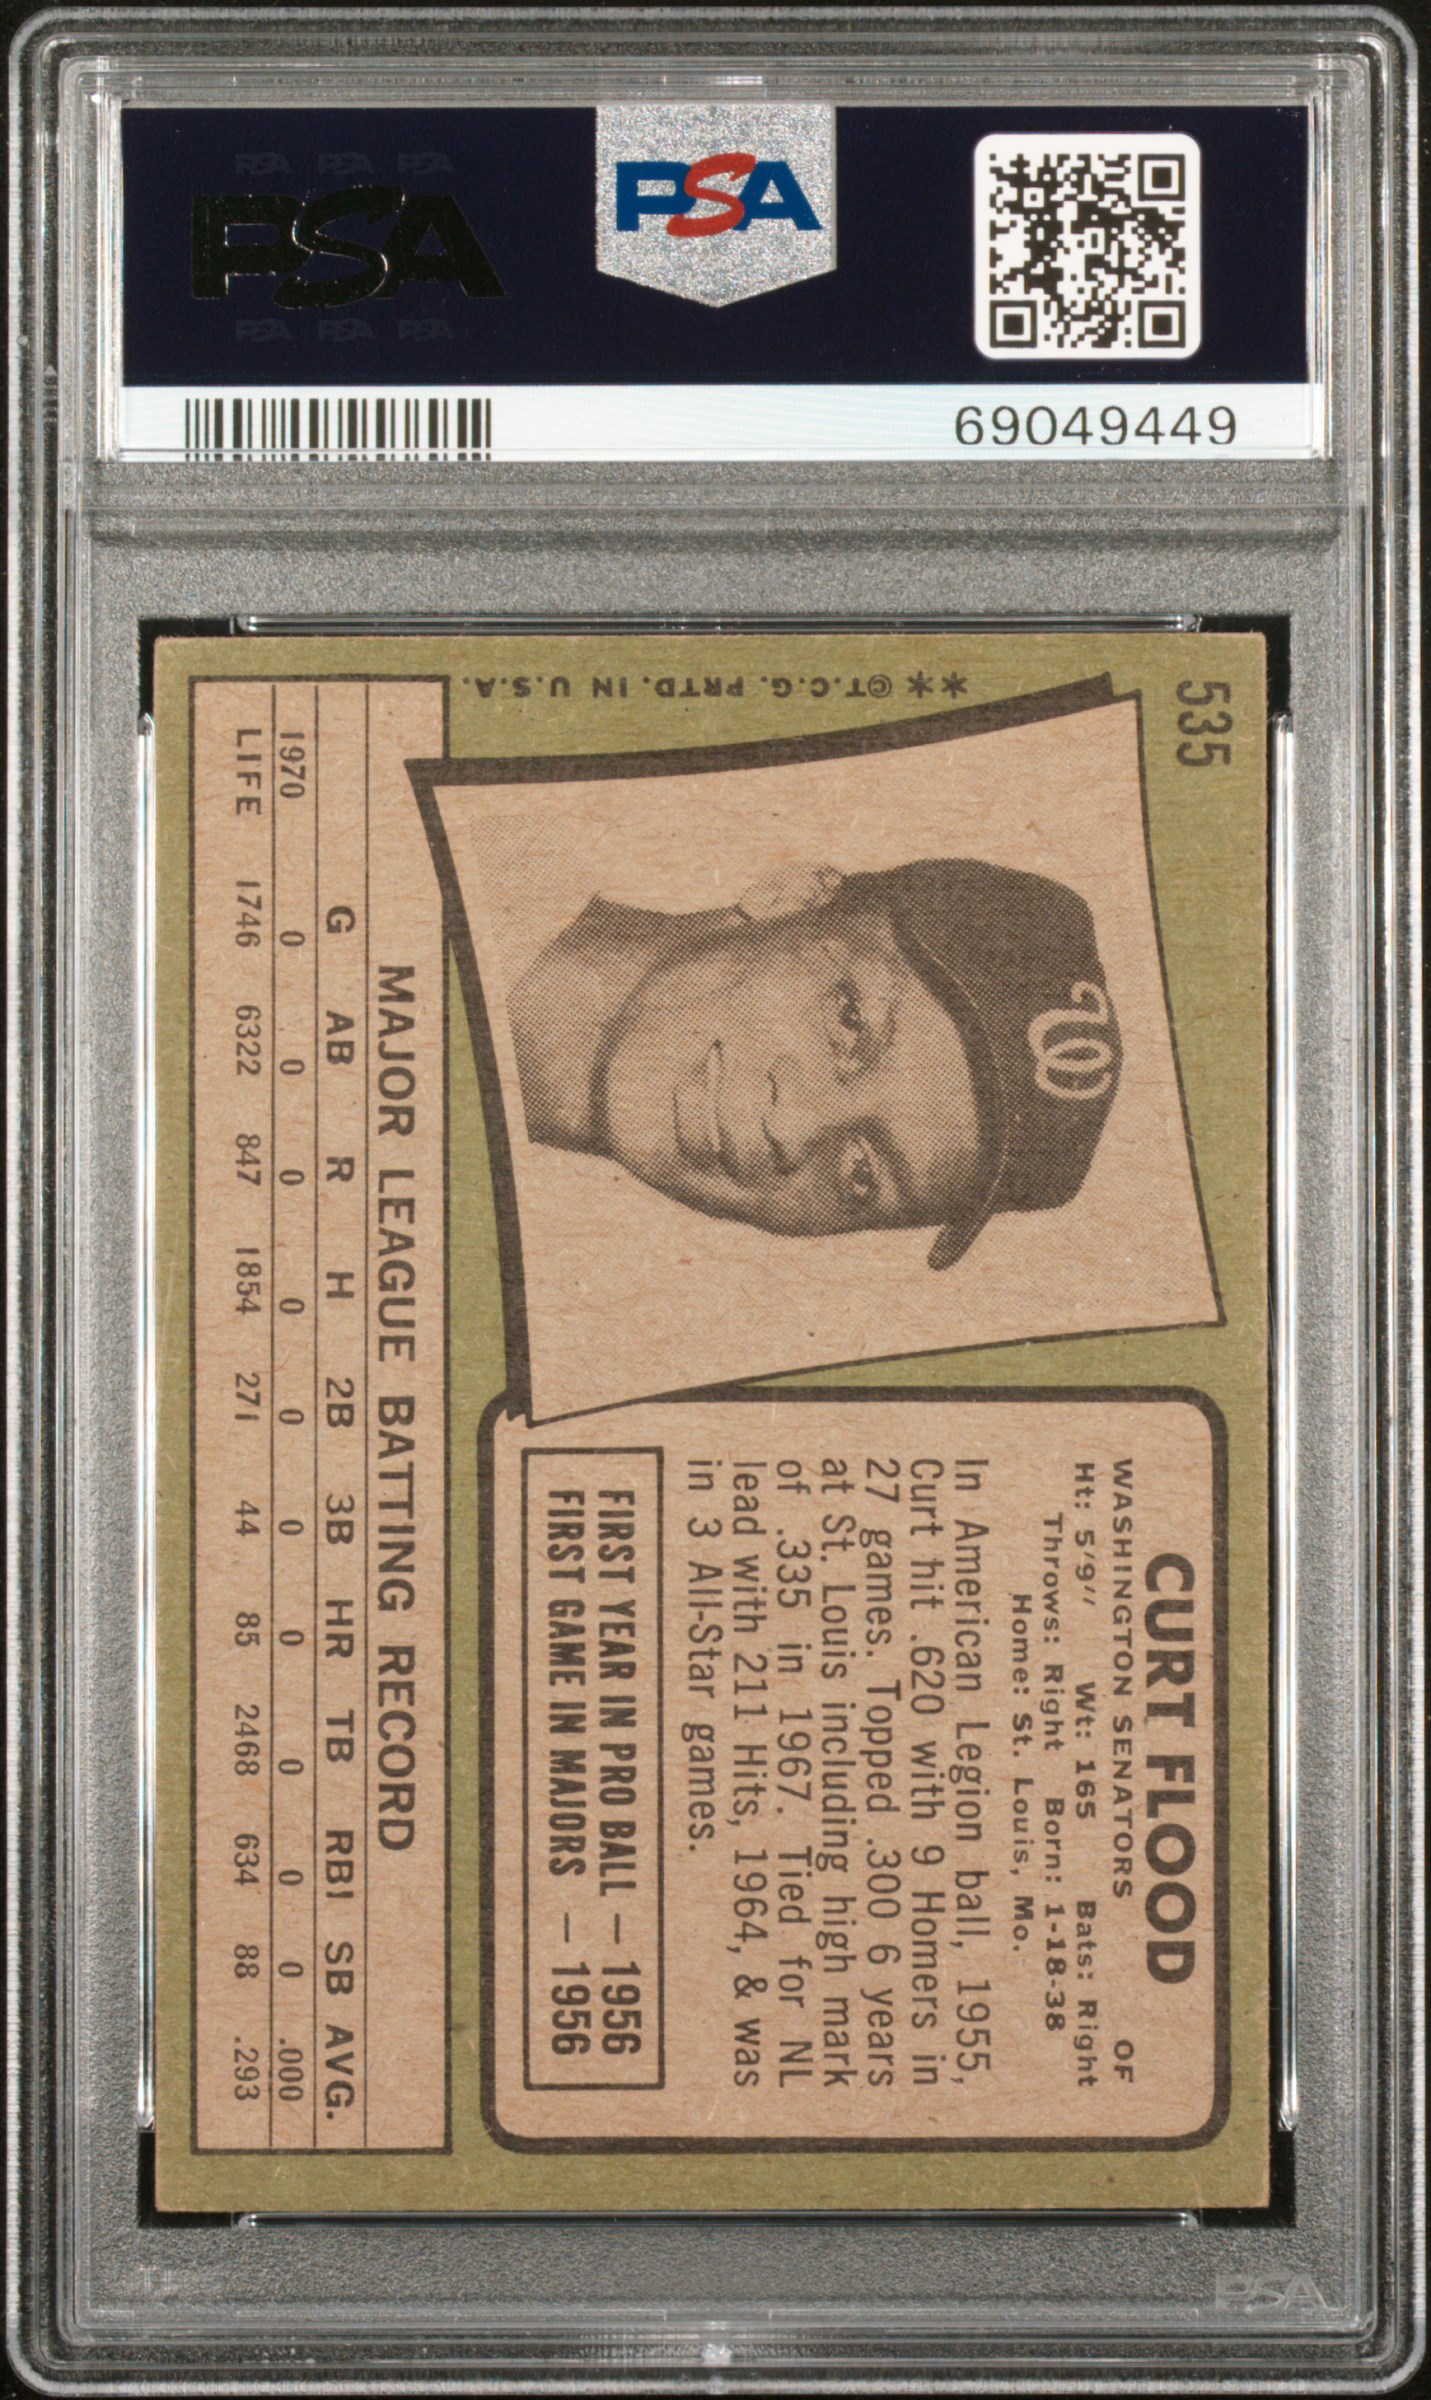 PSA PSA PSA
PSA
PSA PSA PSA
PSA
69049449
535
**©T.C.G. PRTD. IN U.S.A.
W
CURT FLOOD
WASHINGTON SENATORS OF
Ht: 5'9" Wt: 165 Bats: Right
Throws: Right Born: 1-18-38
Home: St. Louis, Mo.
In American Legion ball, 1955,
Curt hit .620 with 9 Homers in
27 games. Topped .300 6 years
at St. Louis including high mark
of .335 in 1967. Tied for NL
lead with 211 Hits, 1964, & was
in 3 All-Star games.
FIRST YEAR IN PRO BALL — 1956
FIRST GAME IN MAJORS — 1956
MAJOR LEAGUE BATTING RECORD
G AB R H 2B 3B HR TB RBI SB AVG.
1970 0 0 0 0 0 0 0 0 0 0 .000
LIFE 1746 6322 847 1854 271 44 85 2468 634 88 .293
PSA